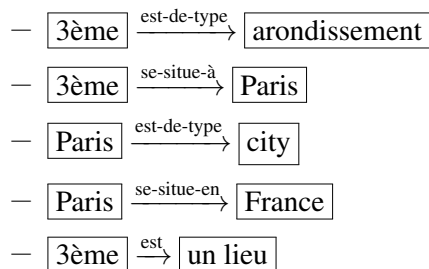 – 3ème est-de-type arondissement
– 3ème se-situe-à Paris
– Paris est-de-type city
– Paris se-situe-en France
– 3ème est un lieu